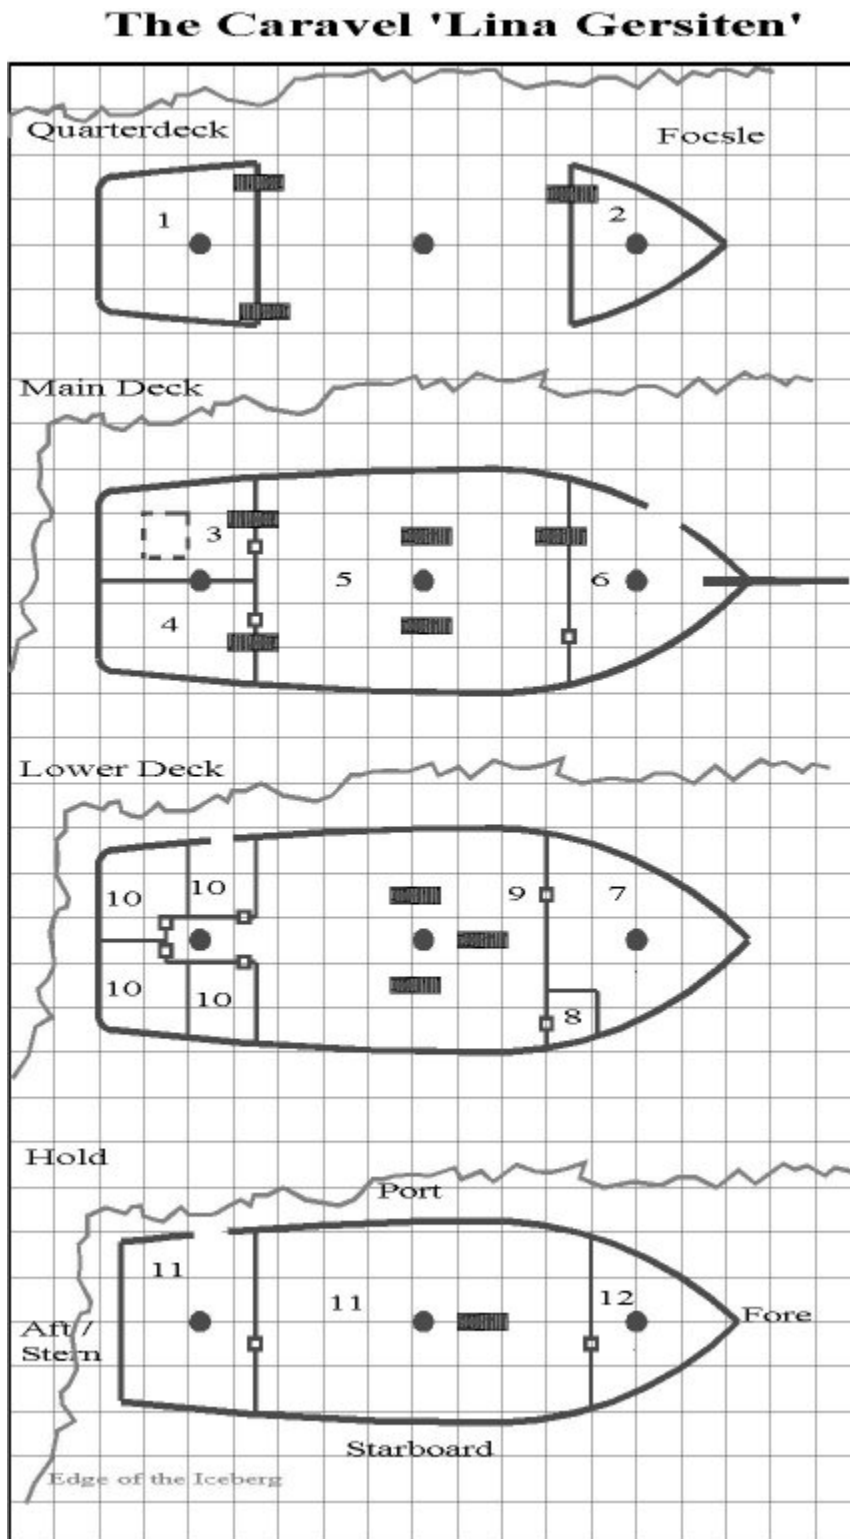 The Caravel 'Lina Gersiten'
Quarterdeck
Focsle
1
2
Main Deck
3
5
6
4
Lower Deck
10
10
9
7
10
10
8
Hold
Port
11
11
12
Aft /
Stern
Fore
Starboard
Edge of the Iceberg